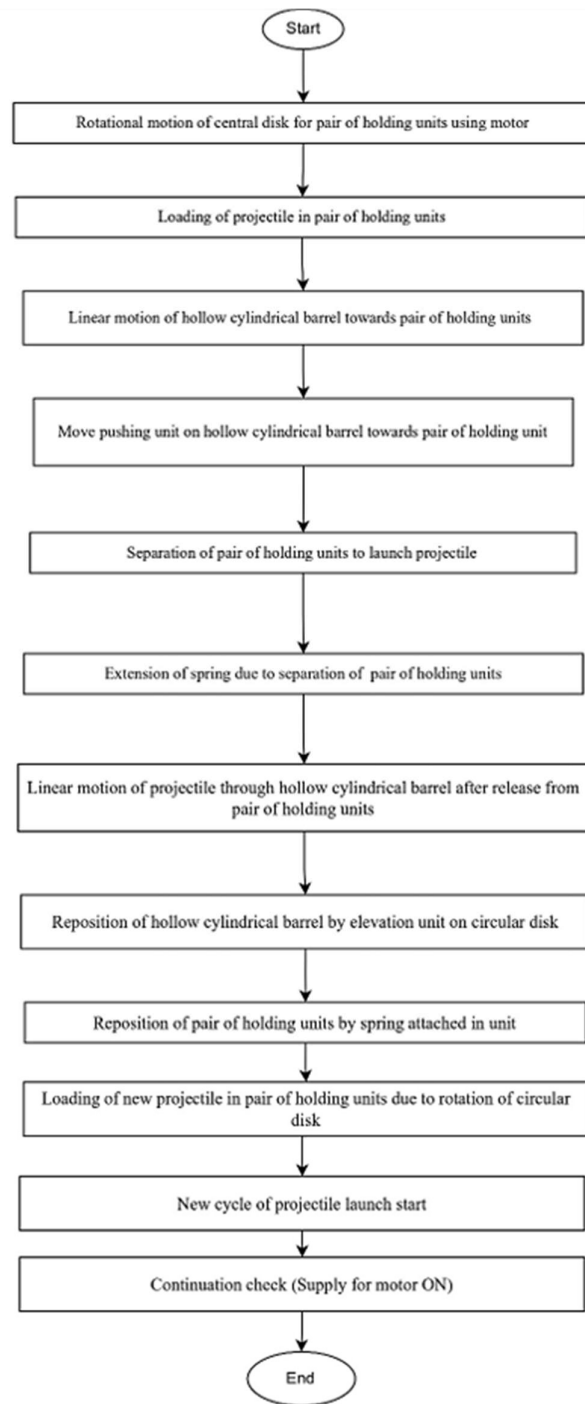 Start
Rotational motion of central disk for pair of holding units using motor
Loading of projectile in pair of holding units
Linear motion of hollow cylindrical barrel towards pair of holding units
Move pushing unit on hollow cylindrical barrel towards pair of holding unit
Separation of pair of holding units to launch projectile
Extension of spring due to separation of pair of holding units
Linear motion of projectile through hollow cylindrical barrel after release from
pair of holding units
Reposition of hollow cylindrical barrel by elevation unit on circular disk
Reposition of pair of holding units by spring attached in unit
Loading of new projectile in pair of holding units due to rotation of circular
disk
New cycle of projectile launch start
Continuation check (Supply for motor ON)
End